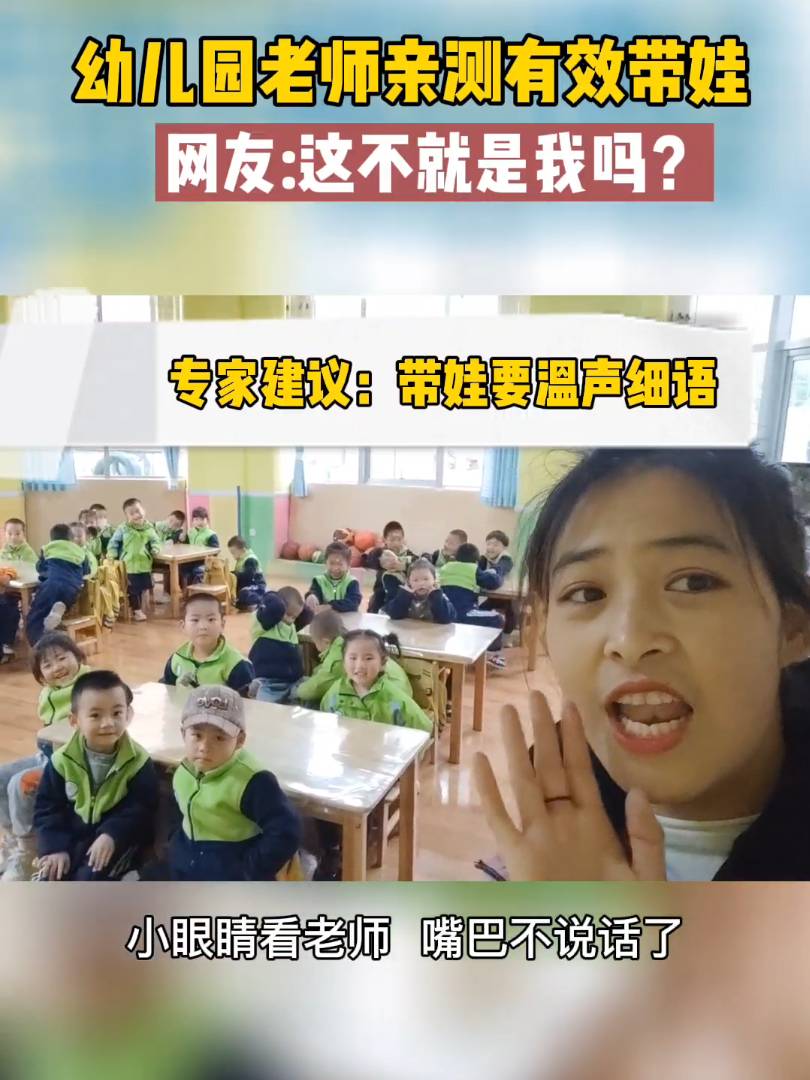 幼儿园老师亲测有效带娃
网友:这不就是我吗?
专家建议：带娃要温声细语
小眼睛看老师 嘴巴不说话了